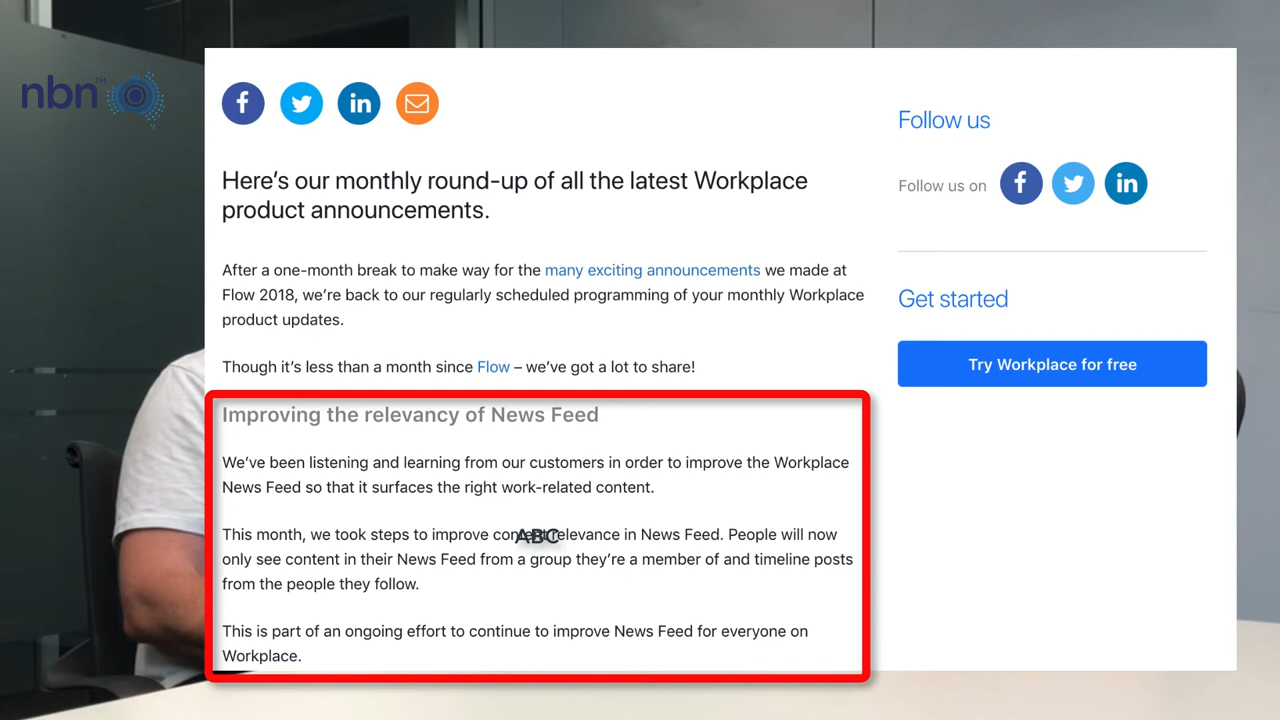 nbn™
Here's our monthly round-up of all the latest Workplace
product announcements.
After a one-month break to make way for the many exciting announcements we made at
Flow 2018, we're back to our regularly scheduled programming of your monthly Workplace
product updates.
Though it's less than a month since Flow – we've got a lot to share!
Improving the relevancy of News Feed
We've been listening and learning from our customers in order to improve the Workplace
News Feed so that it surfaces the right work-related content.
This month, we took steps to improve content relevance in News Feed. People will now
ABC
only see content in their News Feed from a group they're a member of and timeline posts
from the people they follow.
This is part of an ongoing effort to continue to improve News Feed for everyone on
Workplace.
Follow us
Follow us on
Get started
Try Workplace for free